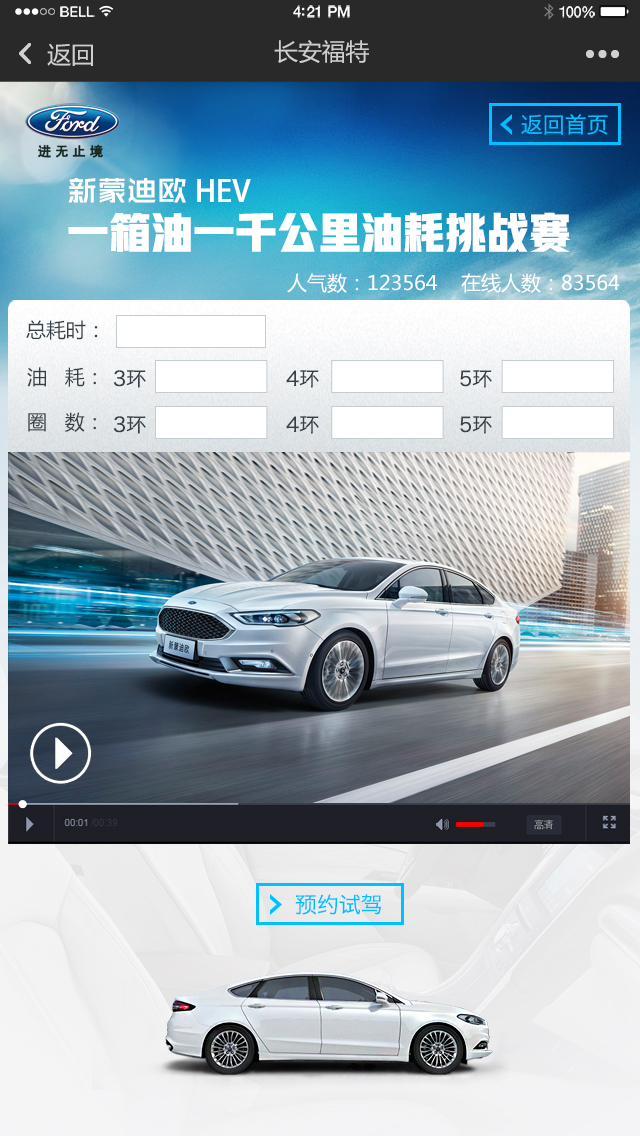 BELL 4:21 PM 100%
返回 长安福特
Ford
进无止境
返回首页
新蒙迪欧 HEV
一箱油一千公里油耗挑战赛
人气数：123564 在线人数：83564
总耗时：
油 耗： 3环 4环 5环
圈 数： 3环 4环 5环
新蒙迪欧
00:01 /00:39 高清
预约试驾